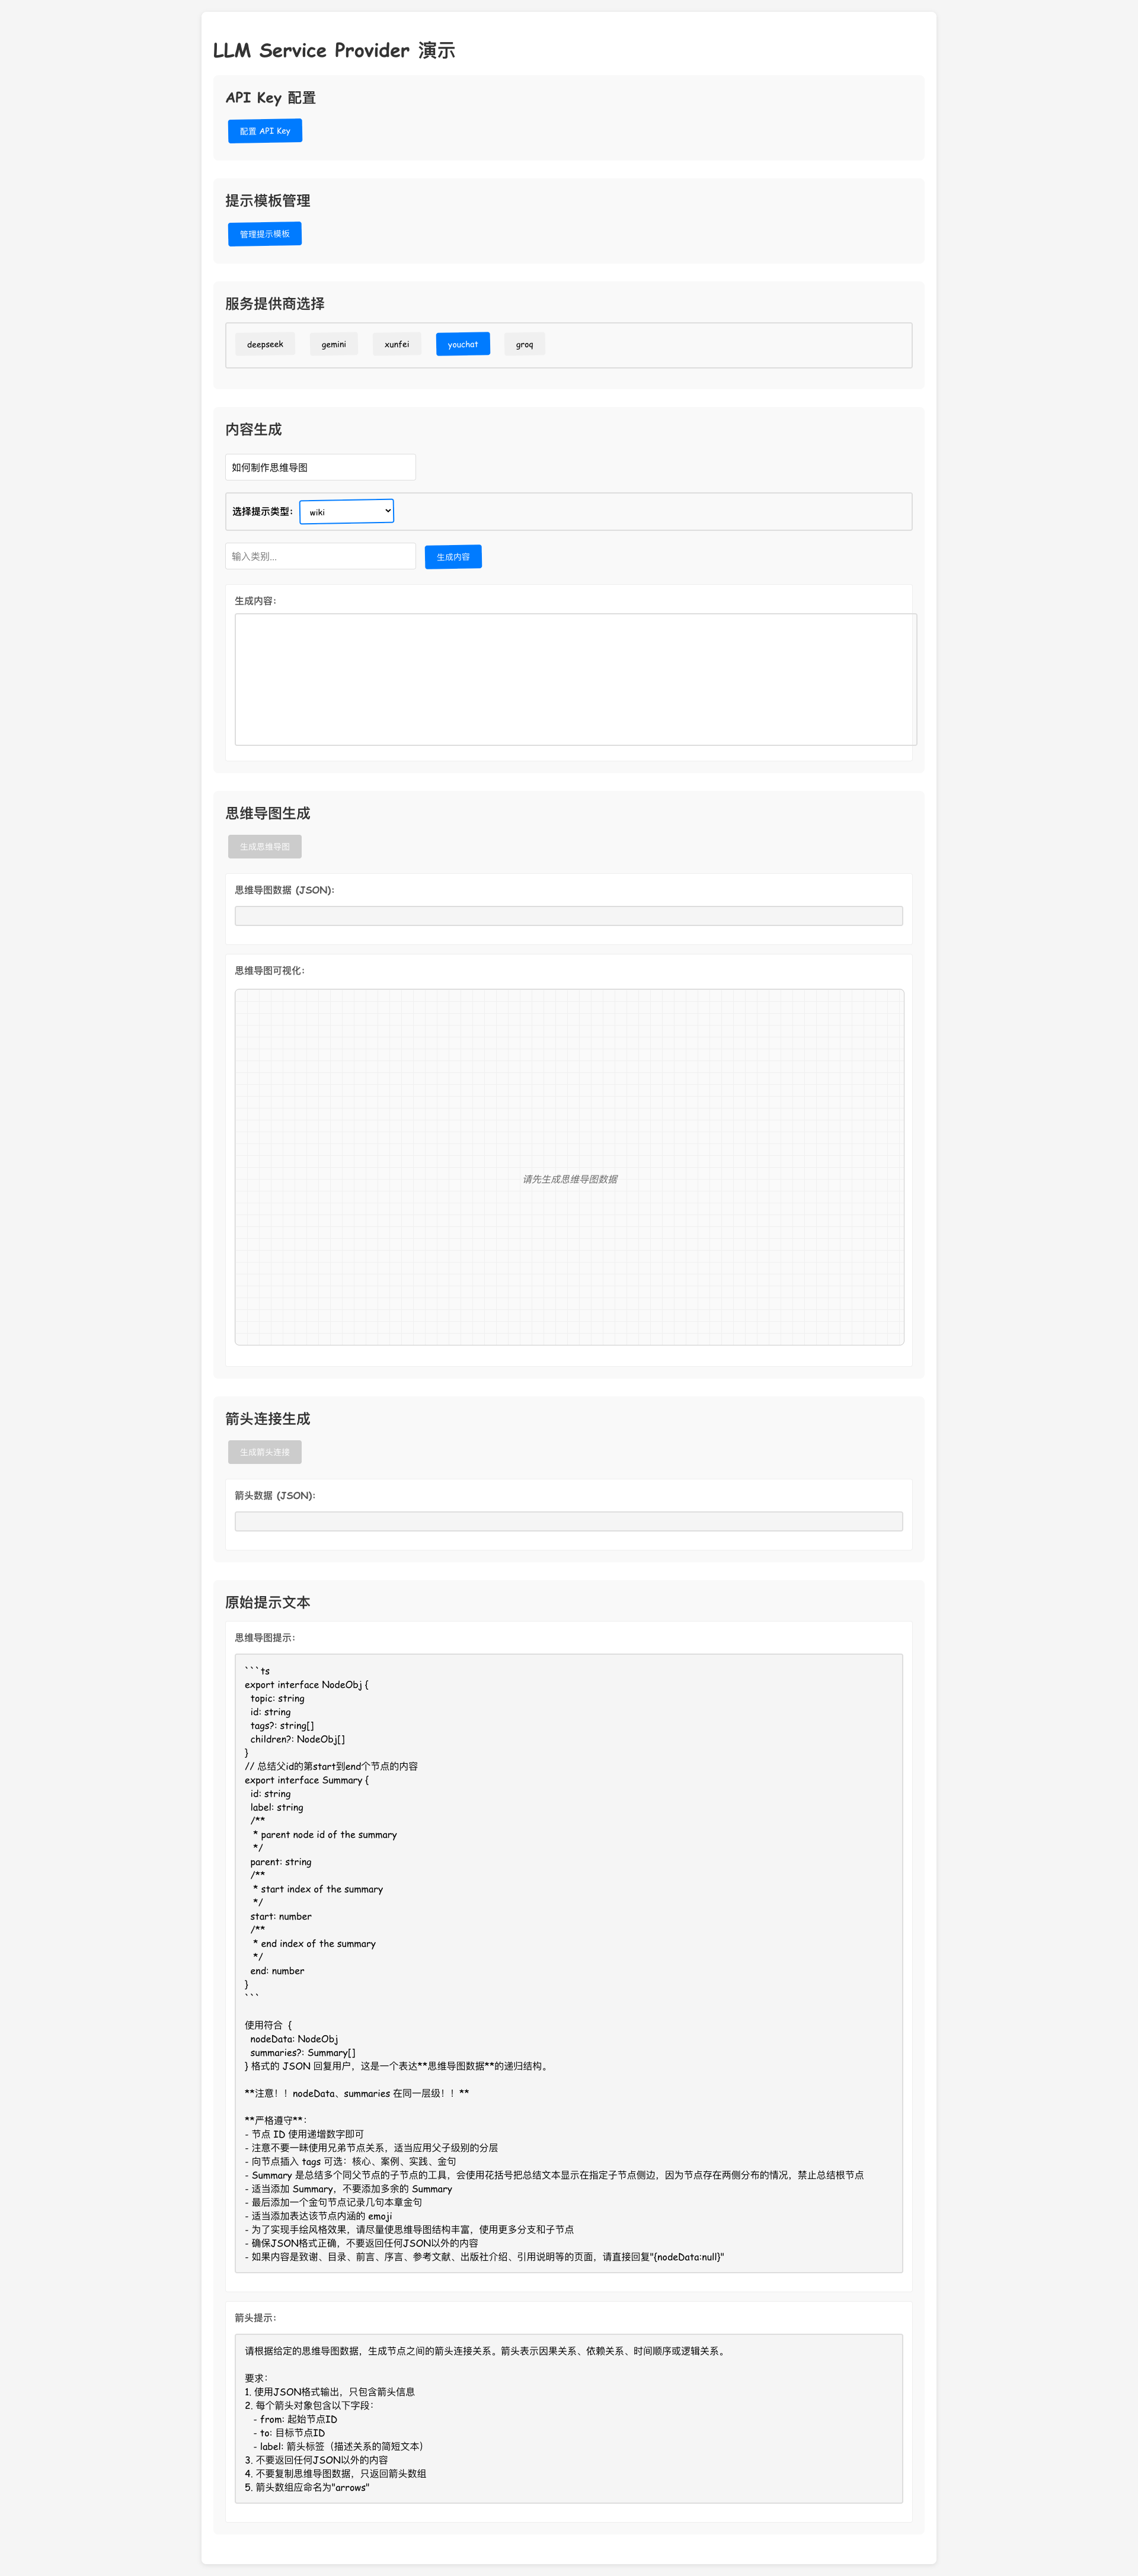 LLM Service Provider 演示
API Key 配置
配置 API Key
提示模板管理
管理提示模板
服务提供商选择
deepseek gemini xunfei youchat groq
内容生成
如何制作思维导图
选择提示类型: wiki
输入类别... 生成内容
生成内容:
思维导图生成
生成思维导图
思维导图数据 (JSON):
思维导图可视化:
请先生成思维导图数据
箭头连接生成
生成箭头连接
箭头数据 (JSON):
原始提示文本
思维导图提示:
```ts
export interface NodeObj {
  topic: string
  id: string
  tags?: string[]
  children?: NodeObj[]
}
// 总结父id的第start到end个节点的内容
export interface Summary {
  id: string
  label: string
  /**
   * parent node id of the summary
   */
  parent: string
  /**
   * start index of the summary
   */
  start: number
  /**
   * end index of the summary
   */
  end: number
}
```
使用符合 {
  nodeData: NodeObj
  summaries?: Summary[]
} 格式的 JSON 回复用户，这是一个表达**思维导图数据**的递归结构。
**注意！！nodeData、summaries 在同一层级！！**
**严格遵守**：
- 节点 ID 使用递增数字即可
- 注意不要一昧使用兄弟节点关系，适当应用父子级别的分层
- 向节点插入 tags 可选：核心、案例、实践、金句
- Summary 是总结多个同父节点的子节点的工具，会使用花括号把总结文本显示在指定子节点侧边，因为节点存在两侧分布的情况，禁止总结根节点
- 适当添加 Summary，不要添加多余的 Summary
- 最后添加一个金句节点记录几句本章金句
- 适当添加表达该节点内涵的 emoji
- 为了实现手绘风格效果，请尽量使思维导图结构丰富，使用更多分支和子节点
- 确保JSON格式正确，不要返回任何JSON以外的内容
- 如果内容是致谢、目录、前言、序言、参考文献、出版社介绍、引用说明等的页面，请直接回复"{nodeData:null}"
箭头提示:
请根据给定的思维导图数据，生成节点之间的箭头连接关系。箭头表示因果关系、依赖关系、时间顺序或逻辑关系。
要求：
1. 使用JSON格式输出，只包含箭头信息
2. 每个箭头对象包含以下字段：
   - from: 起始节点ID
   - to: 目标节点ID
   - label: 箭头标签（描述关系的简短文本）
3. 不要返回任何JSON以外的内容
4. 不要复制思维导图数据，只返回箭头数组
5. 箭头数组应命名为"arrows"